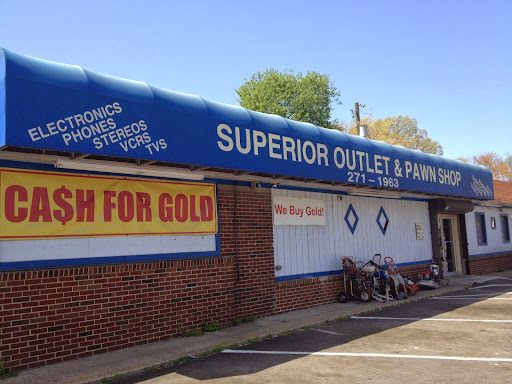 ELECTRONICS
PHONES
STEREOS
VCRS TVS
SUPERIOR OUTLET & PAWN SHOP
271-1963
CA$H FOR GOLD
We Buy Gold!